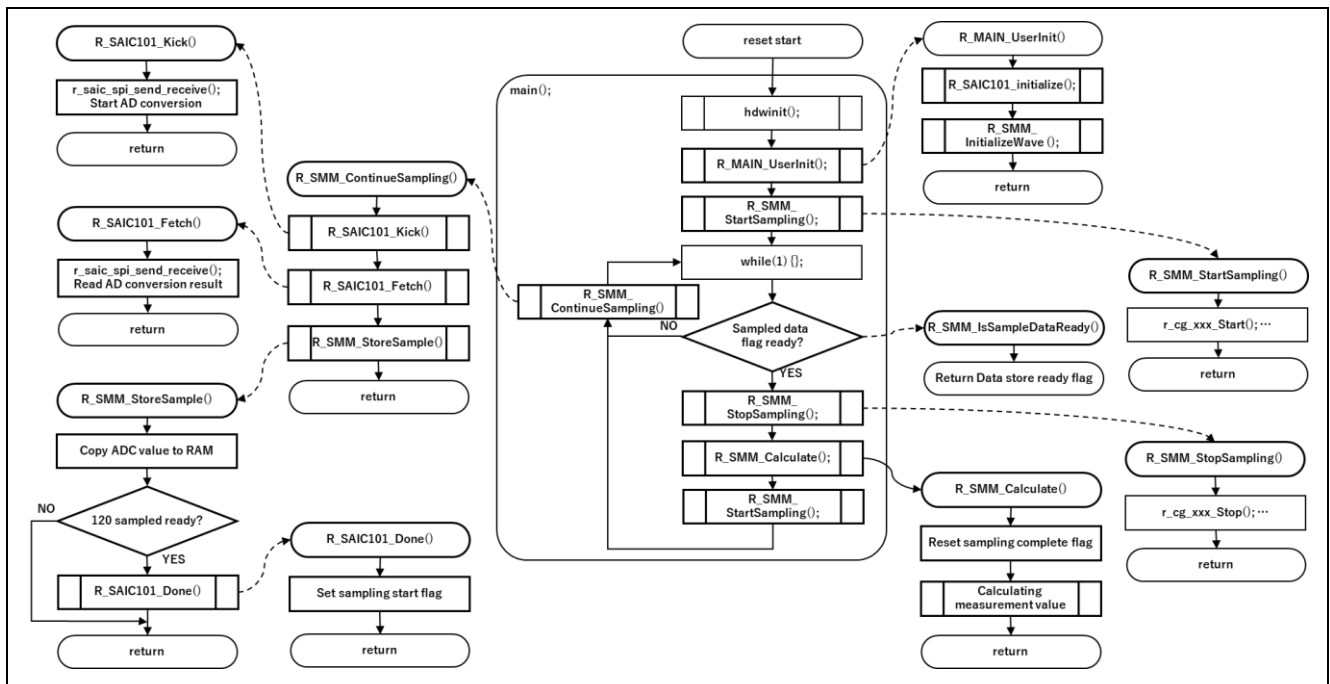 R_SAIC101_Kick()
r_saic_spi_send_receive();
Start AD conversion
return
R_SAIC101_Fetch()
r_saic_spi_send_receive();
Read AD conversion result
return
R_SMM_StoreSample()
Copy ADC value to RAM
120 sampled ready?
NO
YES
R_SAIC101_Done()
return
R_SMM_ContinueSampling()
R_SAIC101_Kick()
R_SAIC101_Fetch()
R_SMM_StoreSample()
return
R_SAIC101_Done()
Set sampling start flag
return
reset start
main();
hdwinit();
R_MAIN_UserInit();
R_SMM_
StartSampling();
while(1) {};
R_SMM_
ContinueSampling()
NO
Sampled data
flag ready?
YES
R_SMM_
StopSampling();
R_SMM_Calculate();
R_SMM_
StartSampling();
R_MAIN_UserInit()
R_SAIC101_initialize();
R_SMM_
InitializeWave ();
return
R_SMM_IsSampleDataReady()
Return Data store ready flag
R_SMM_Calculate()
Reset sampling complete flag
Calculating
measurement value
return
R_SMM_StartSampling()
r_cg_xxx_Start(); …
return
R_SMM_StopSampling()
r_cg_xxx_Stop(); …
return